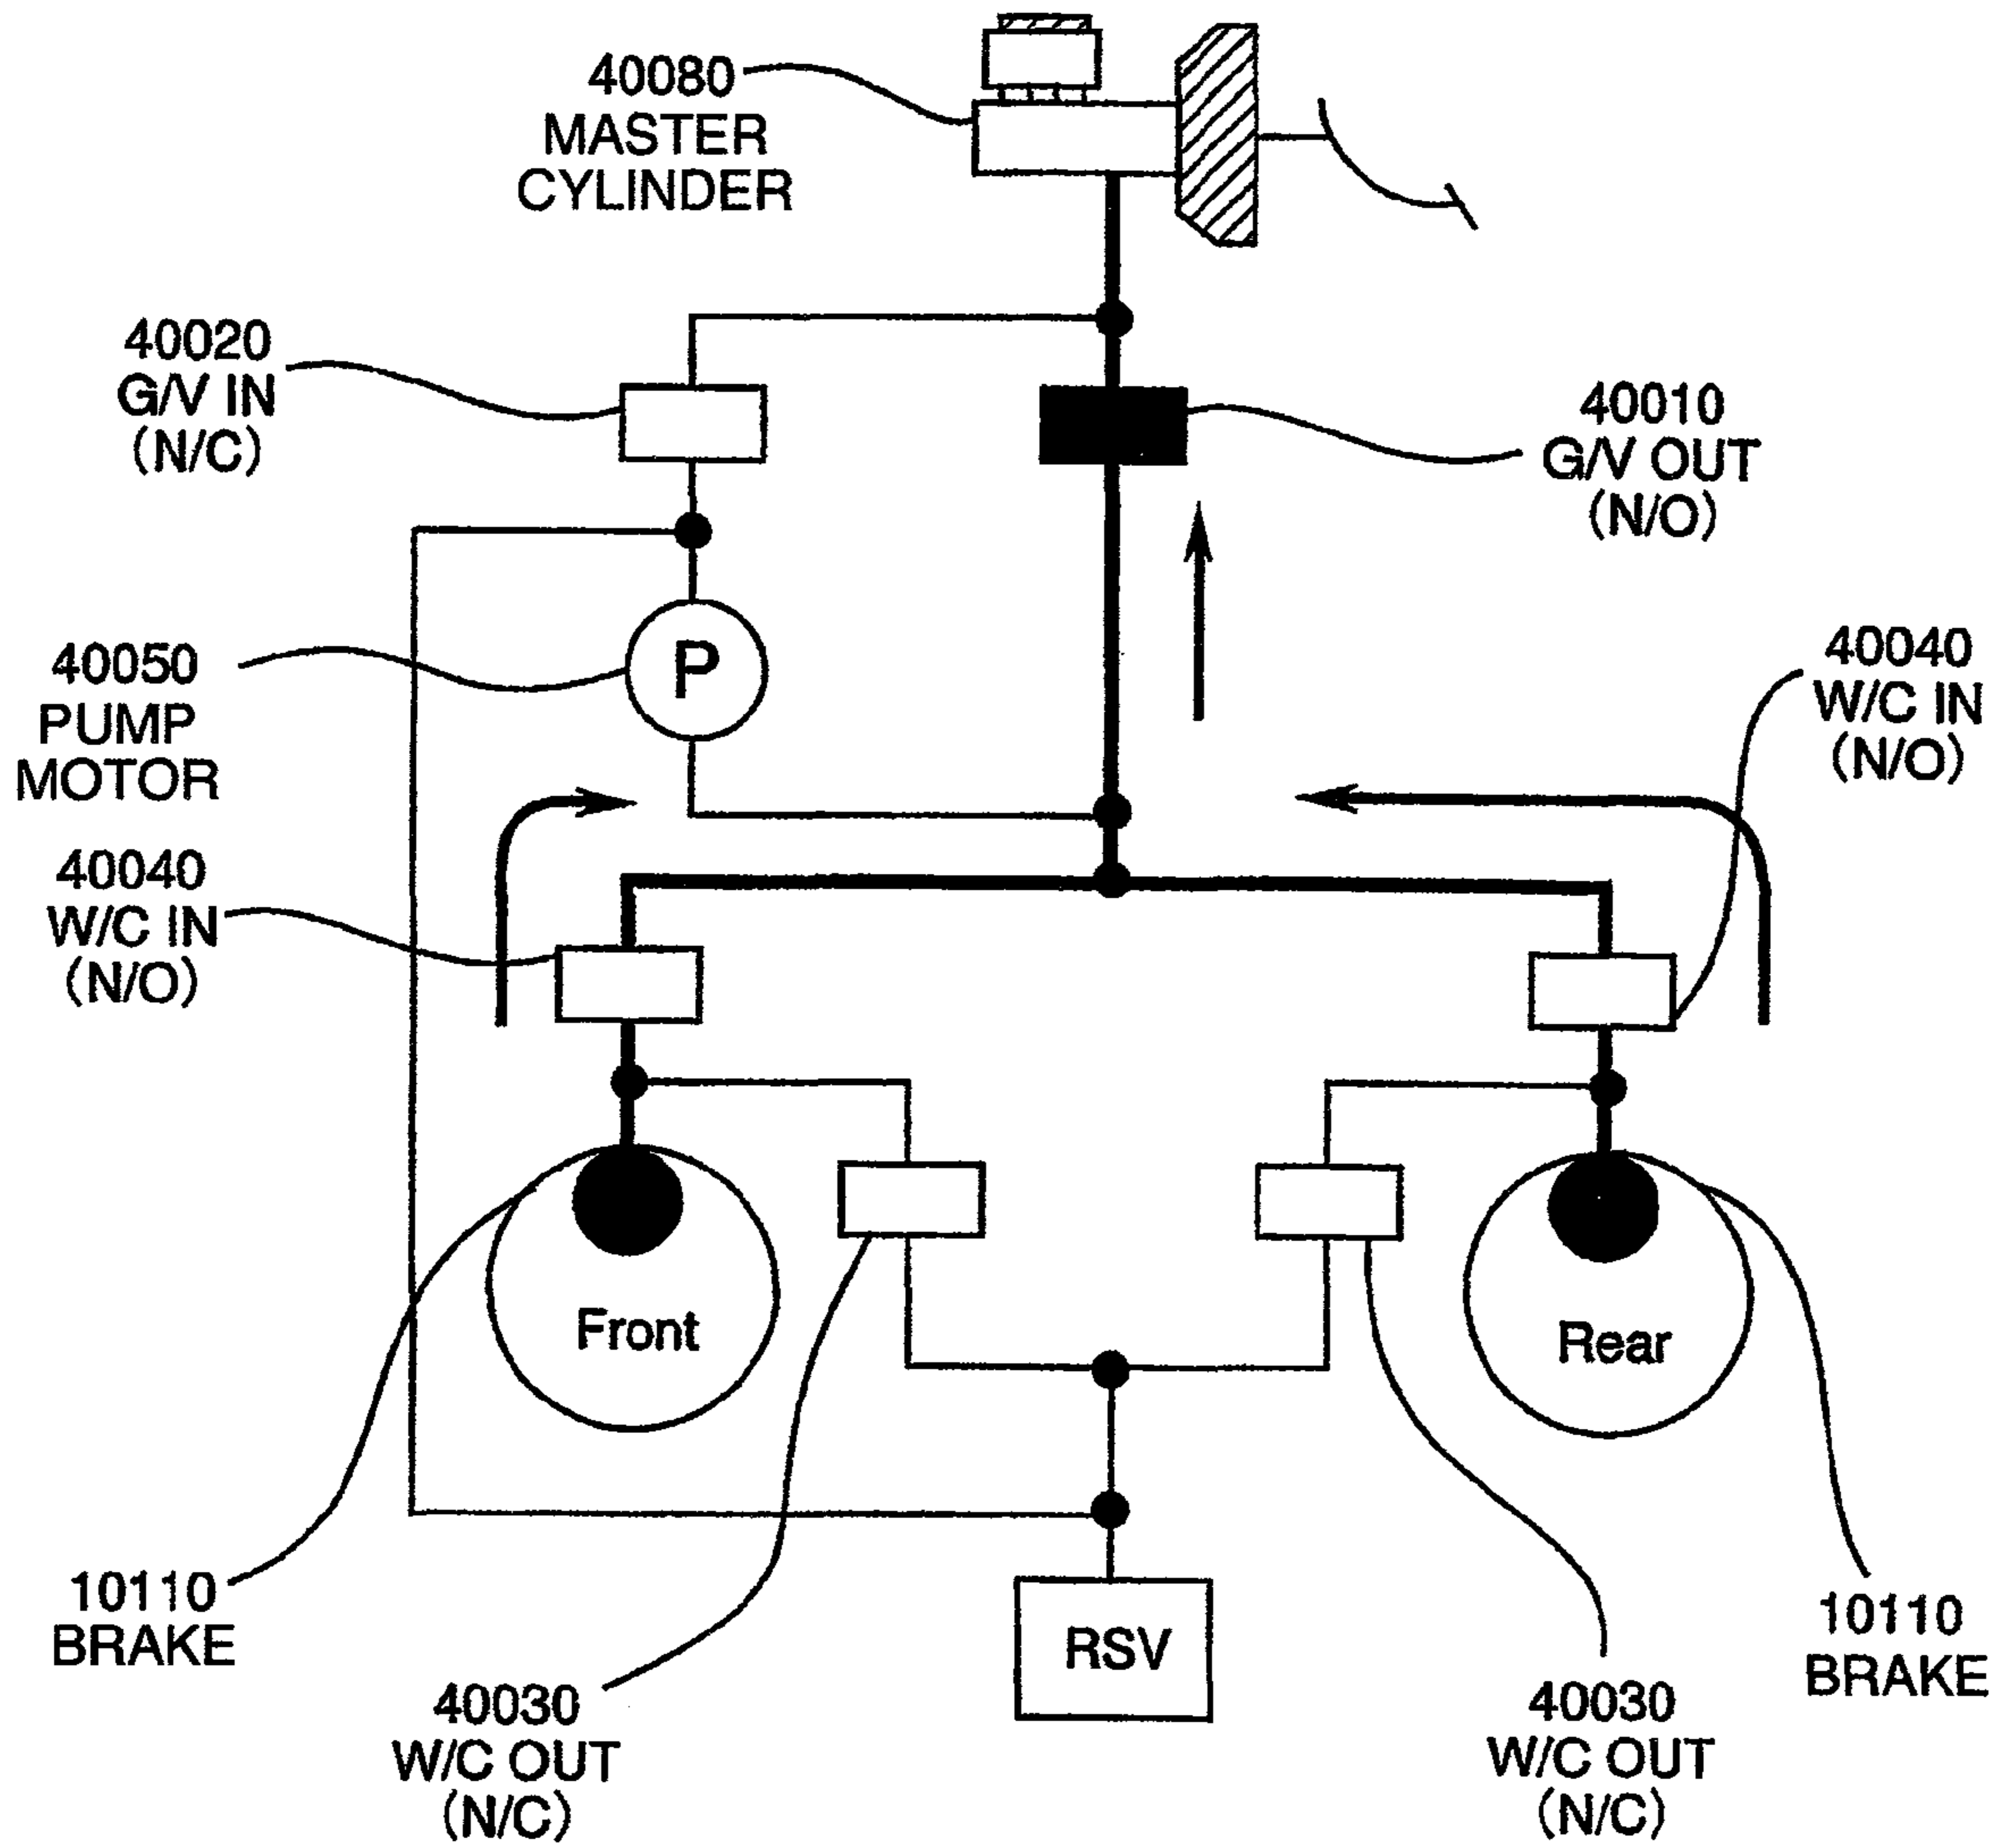 40080
MASTER
CYLINDER
40020
G/V IN
(N/C)
40010
G/V OUT
(N/O)
40050
PUMP
MOTOR
P
40040
W/C IN
(N/O)
40040
W/C IN
(N/O)
Front
Rear
10110
BRAKE
40030
W/C OUT
(N/C)
RSV
40030
W/C OUT
(N/C)
10110
BRAKE